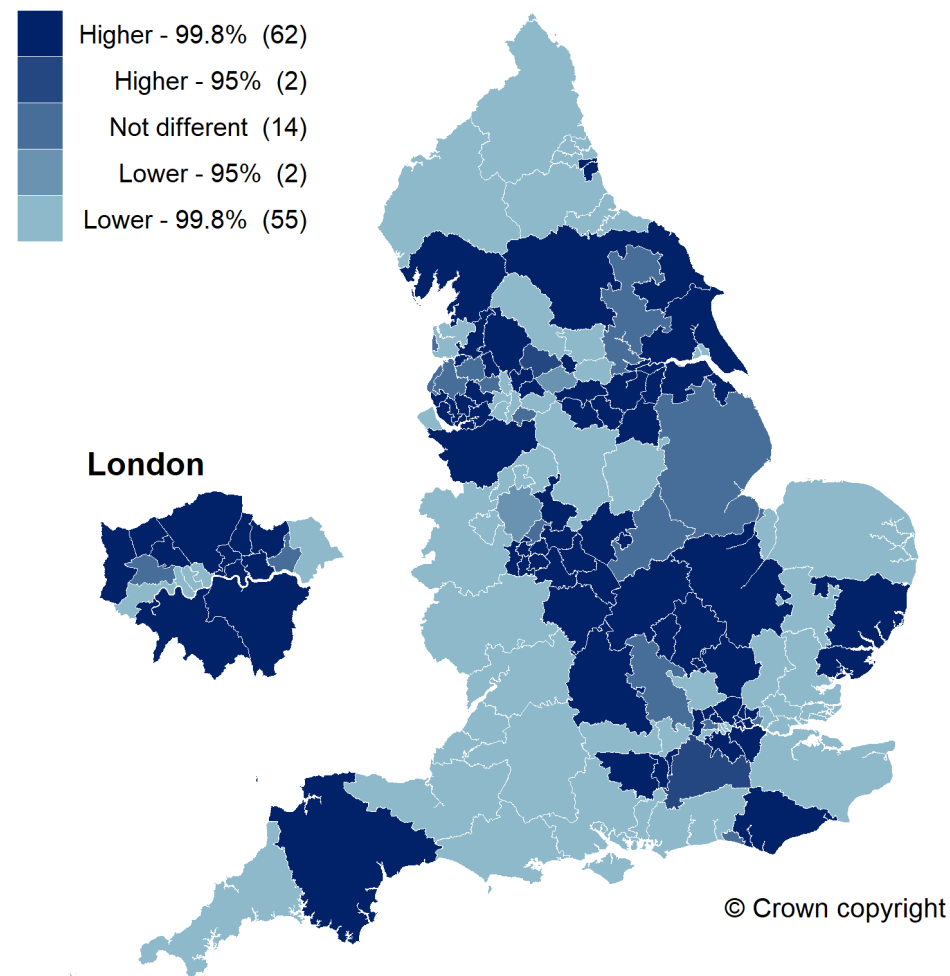 Higher - 99.8% (62)
Higher - 95% (2)
Not different (14)
Lower - 95% (2)
Lower - 99.8% (55)
London
© Crown copyright